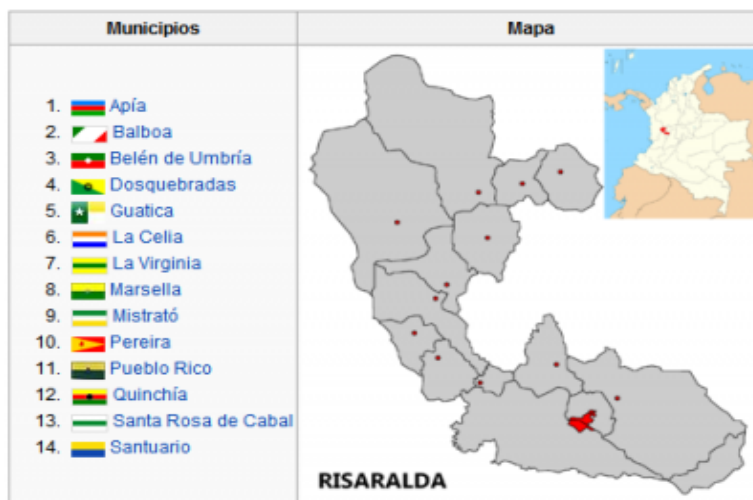 Municipios
Mapa
1. Apía
2. Balboa
3. Belén de Umbría
4. Dosquebradas
5. Guatica
6. La Celia
7. La Virginia
8. Marsella
9. Mistrató
10. Pereira
11. Pueblo Rico
12. Quinchía
13. Santa Rosa de Cabal
14. Santuario
RISARALDA